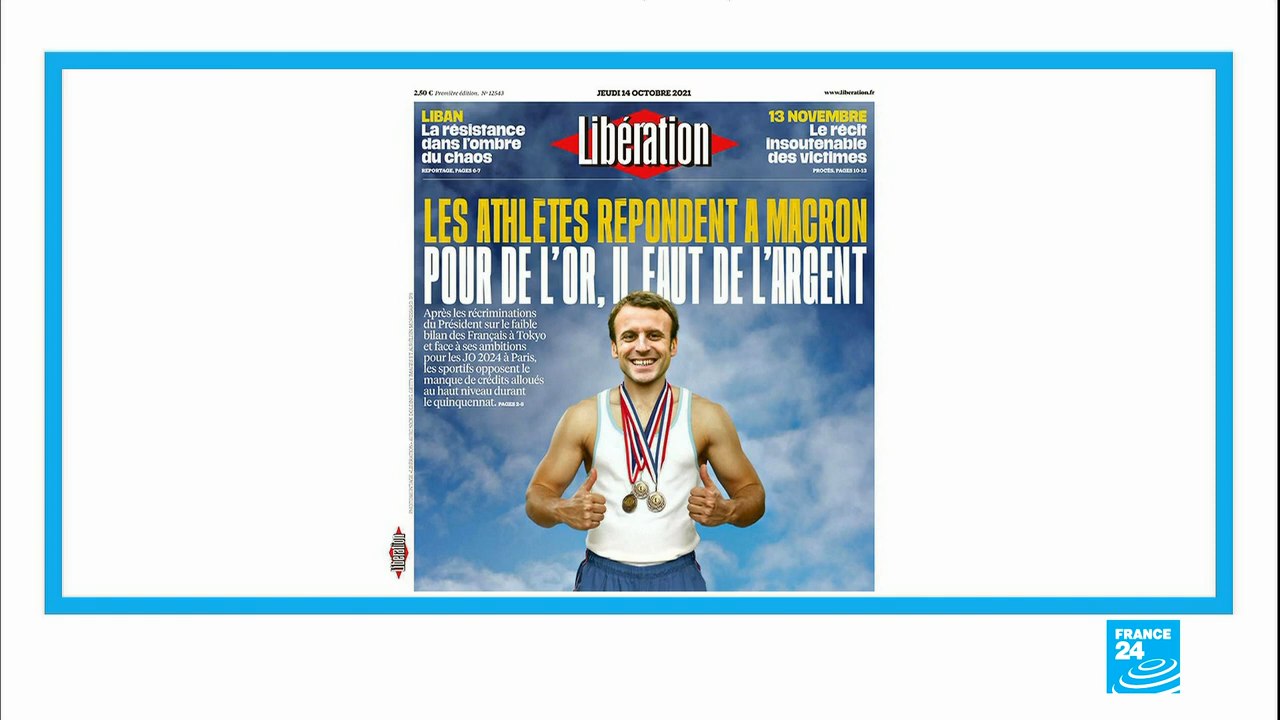 2,50 € Première édition. Nº 12543
JEUDI 14 OCTOBRE 2021
www.liberation.fr
LIBAN
La résistance
dans l'ombre
du chaos
REPORTAGE, PAGES 6-7
Libération
13 NOVEMBRE
Le récit
insoutenable
des victimes
PROCÈS, PAGES 10-13
LES ATHLÈTES RÉPONDENT A MACRON
POUR DE L'OR, IL FAUT DE L'ARGENT
Après les récriminations
du Président sur le faible
bilan des Français à Tokyo
et face à ses ambitions
pour les JO 2024 à Paris,
les sportifs opposent le
manque de crédits alloués
au haut niveau durant
le quinquennat. PAGES 2-5
Libération
FRANCE
24